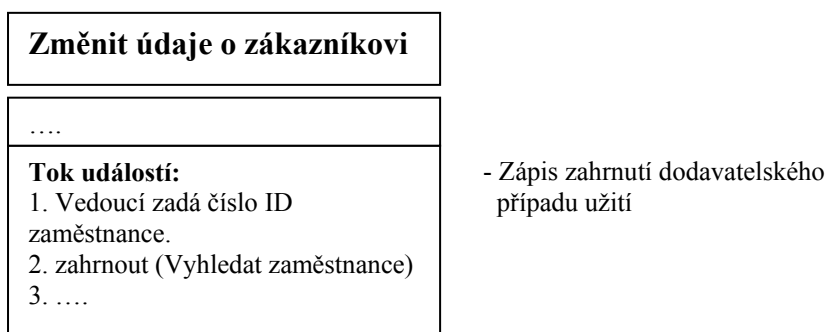 Změnit údaje o zákazníkovi
….
Tok událostí:
1. Vedoucí zadá číslo ID
zaměstnance.
2. zahrnout (Vyhledat zaměstnance)
3. ….
- Zápis zahrnutí dodavatelského
případu užití